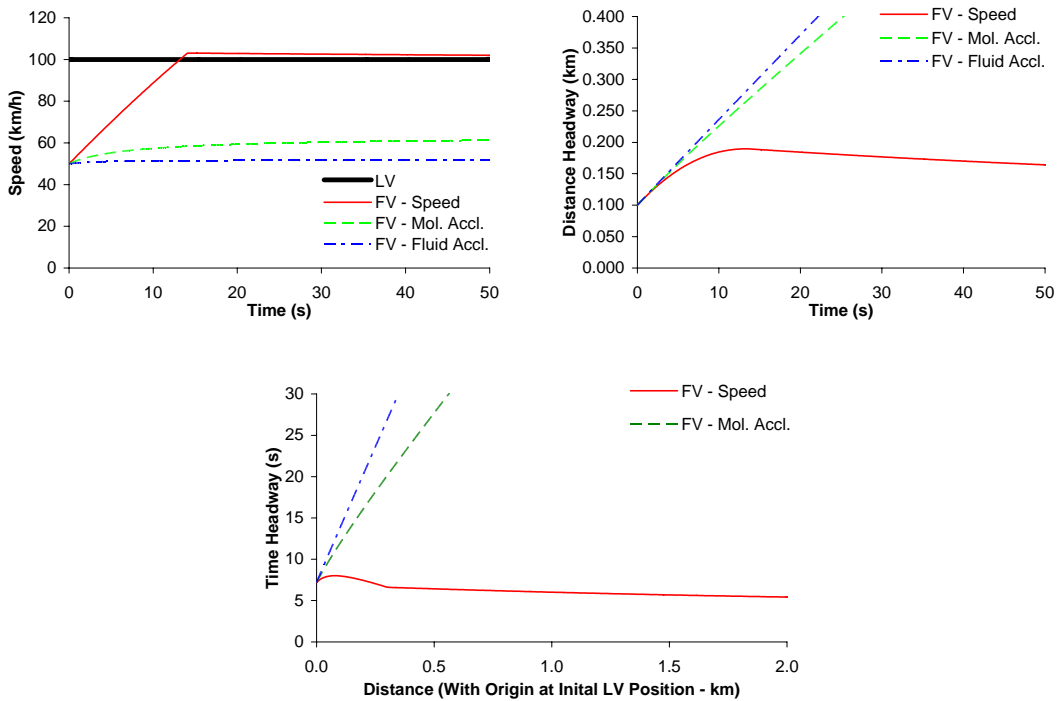 120
100
80
60
40
20
0
Speed (km/h)
LV
FV - Speed
FV - Mol. Accl.
FV - Fluid Accl.
0 10 20 30 40 50
Time (s)
0.400
0.350
0.300
0.250
0.200
0.150
0.100
0.050
0.000
Distance Headway (km)
FV - Speed
FV - Mol. Accl.
FV - Fluid Accl.
0 10 20 30 40 50
Time (s)
30
25
20
15
10
5
0
Time Headway (s)
FV - Speed
FV - Mol. Accl.
0.0 0.5 1.0 1.5 2.0
Distance (With Origin at Inital LV Position - km)